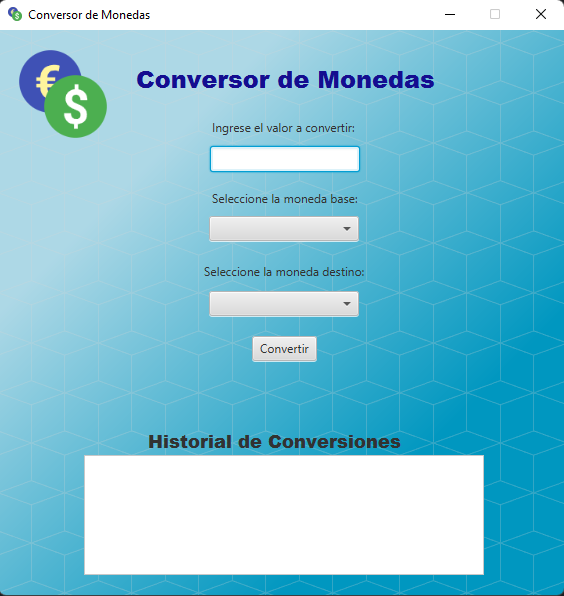 Conversor de Monedas
€
$
Conversor de Monedas
Ingrese el valor a convertir:
Seleccione la moneda base:
Seleccione la moneda destino:
Convertir
Historial de Conversiones